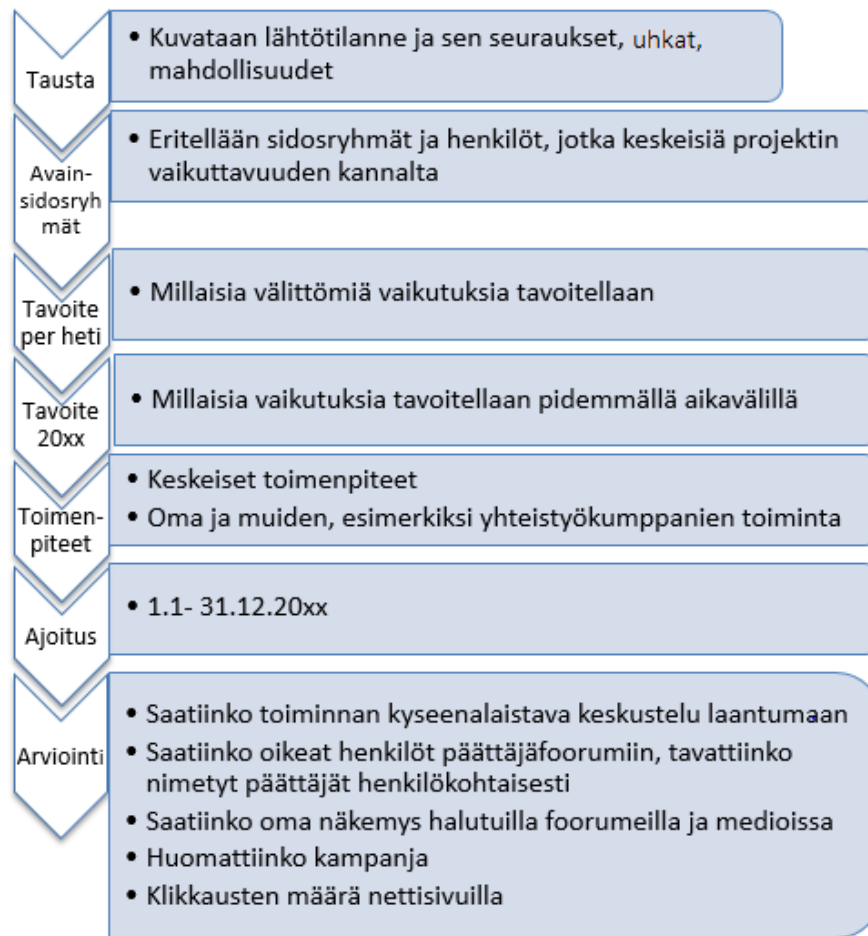 Tausta
• Kuvataan lähtötilanne ja sen seuraukset, uhkat,
mahdollisuudet
Avain-
sidosryh
mät
• Eritellään sidosryhmät ja henkilöt, jotka keskeisiä projektin
vaikuttavuuden kannalta
Tavoite
per heti
• Millaisia välittömiä vaikutuksia tavoitellaan
Tavoite
20xx
• Millaisia vaikutuksia tavoitellaan pidemmällä aikavälillä
Toimen-
piteet
• Keskeiset toimenpiteet
• Oma ja muiden, esimerkiksi yhteistyökumppanien toiminta
Ajoitus
• 1.1- 31.12.20xx
Arviointi
• Saatiinko toiminnan kyseenalaistava keskustelu laantumaan
• Saatiinko oikeat henkilöt päättäjäfoorumiin, tavattiinko
nimetyt päättäjät henkilökohtaisesti
• Saatiinko oma näkemys halutuilla foorumeilla ja medioissa
• Huomattiinko kampanja
• Klikkausten määrä nettisivuilla